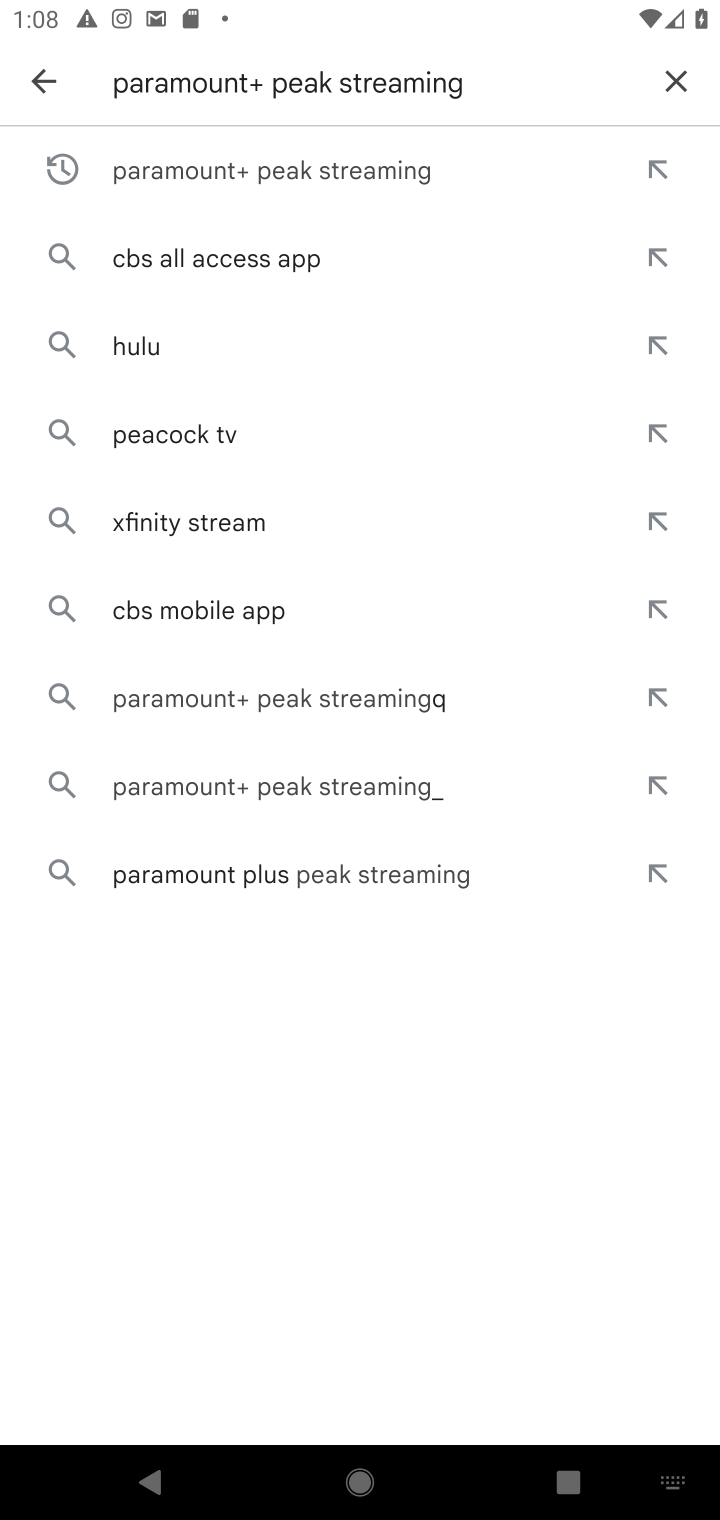 1:08
paramount+ peak streaming
paramount+ peak streaming
cbs all access app
hulu
peacock tv
xfinity stream
cbs mobile app
paramount+ peak streamingq
paramount+ peak streaming_
paramount plus peak streaming